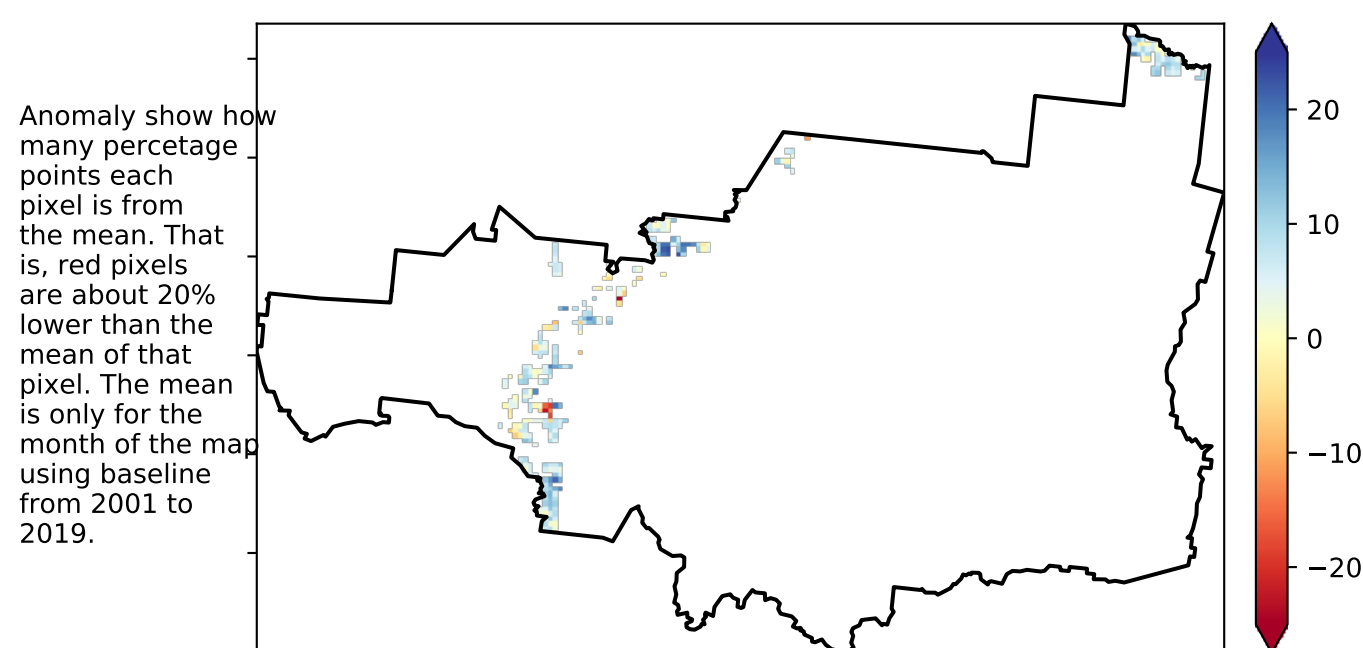 Anomaly show how
many percetage
points each
pixel is from
the mean. That
is, red pixels
are about 20%
lower than the
mean of that
pixel. The mean
is only for the
month of the map
using baseline
from 2001 to
2019.
20
10
0
−10
−20